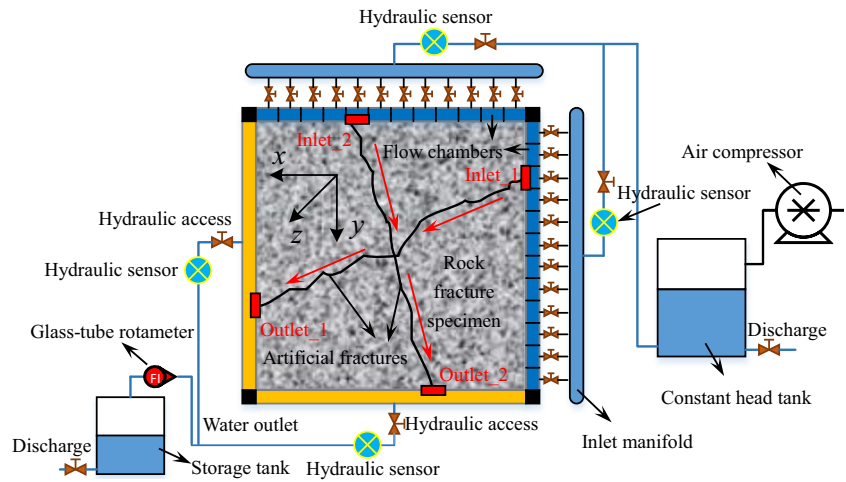 Hydraulic sensor
Inlet_2
Flow chambers
Inlet_1
Air compressor
x
Hydraulic sensor
Hydraulic access
z
y
Hydraulic sensor
Rock
fracture
specimen
Glass-tube rotameter
Outlet_1
Discharge
Artificial fractures
FI
Outlet_2
Constant head tank
Water outlet
Hydraulic access
Inlet manifold
Discharge
Storage tank
Hydraulic sensor